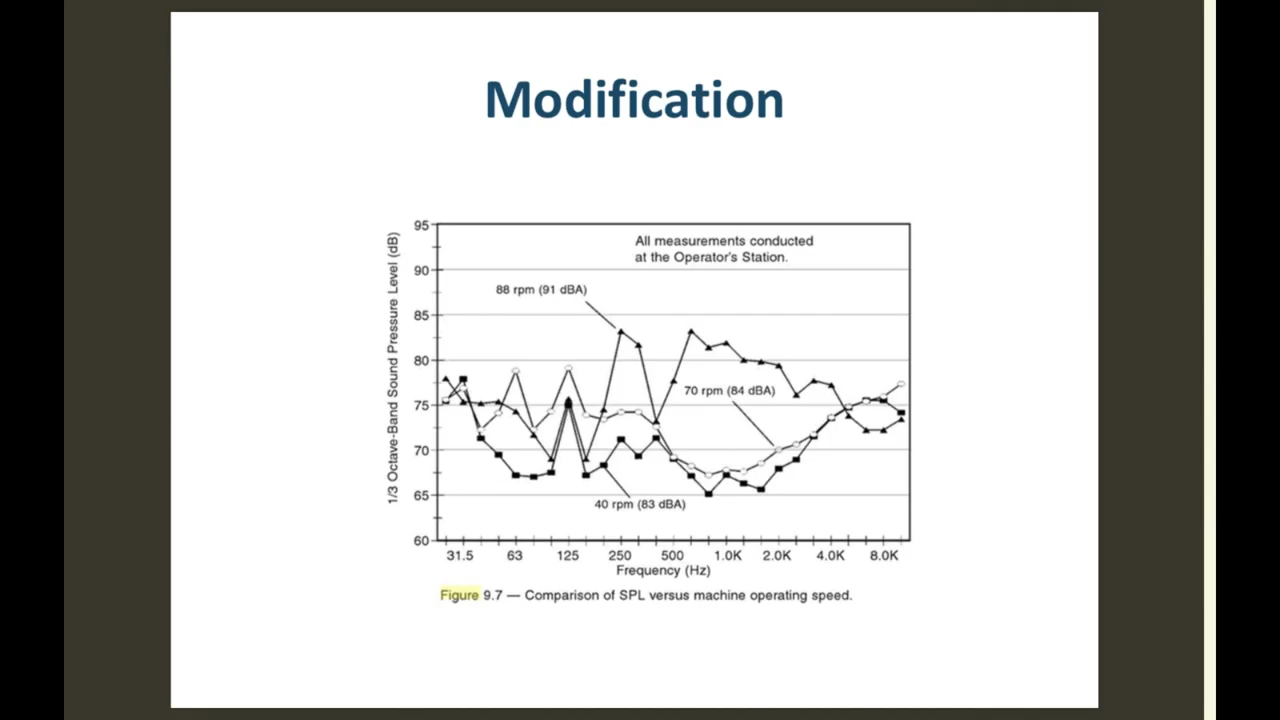 Modification
95
90
85
80
75
70
65
60
1/3 Octave-Band Sound Pressure Level (dB)
All measurements conducted
at the Operator's Station.
88 rpm (91 dBA)
70 rpm (84 dBA)
40 rpm (83 dBA)
31.5 63 125 250 500 1.0K 2.0K 4.0K 8.0K
Frequency (Hz)
Figure 9.7 — Comparison of SPL versus machine operating speed.